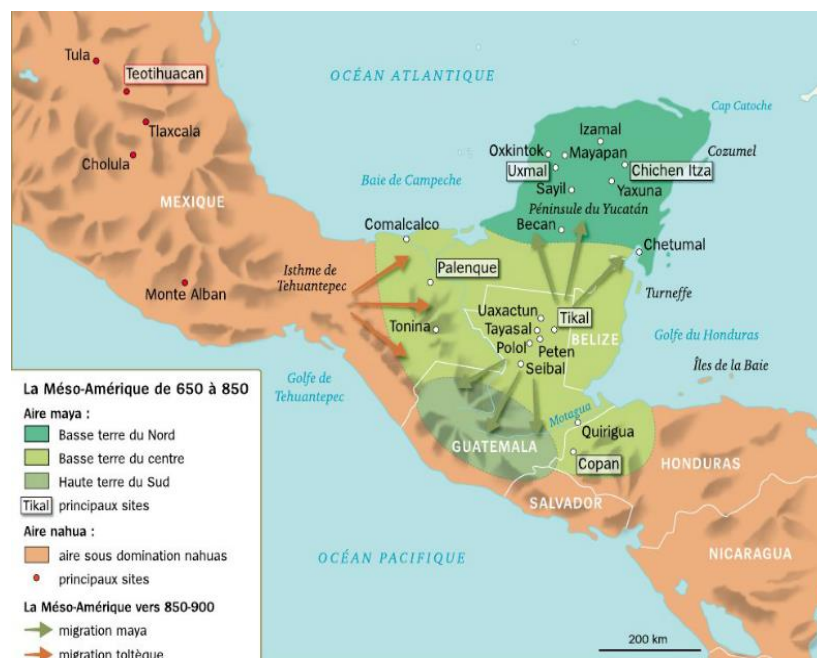 Tula
Teotihuacan
OCÉAN ATLANTIQUE
Cap Catoche
Tlaxcala
Izamal
Cholula
Oxkintok
Mayapan
Cozumel
Uxmal
Chichen Itza
Baie de Campeche
Sayil
Yaxuna
MEXIQUE
Péninsule du Yucatán
Comalcalco
Becan
Chetumal
Isthme de
Tehuantepec
Palenque
Monte Alban
Turneffe
Uaxactun
Tikal
Tonina
Tayasal
BELIZE
Golfe du Honduras
Polol
Peten
Seibal
Îles de la Baie
Golfe de
Tehuantepec
Motagua
Quirigua
GUATEMALA
Copan
HONDURAS
SALVADOR
OCÉAN PACIFIQUE
NICARAGUA
200 km
La Méso-Amérique de 650 à 850
Aire maya :
Basse terre du Nord
Basse terre du centre
Haute terre du Sud
Tikal principaux sites
Aire nahua :
aire sous domination nahuas
principaux sites
La Méso-Amérique vers 850-900
migration maya
migration toltèque